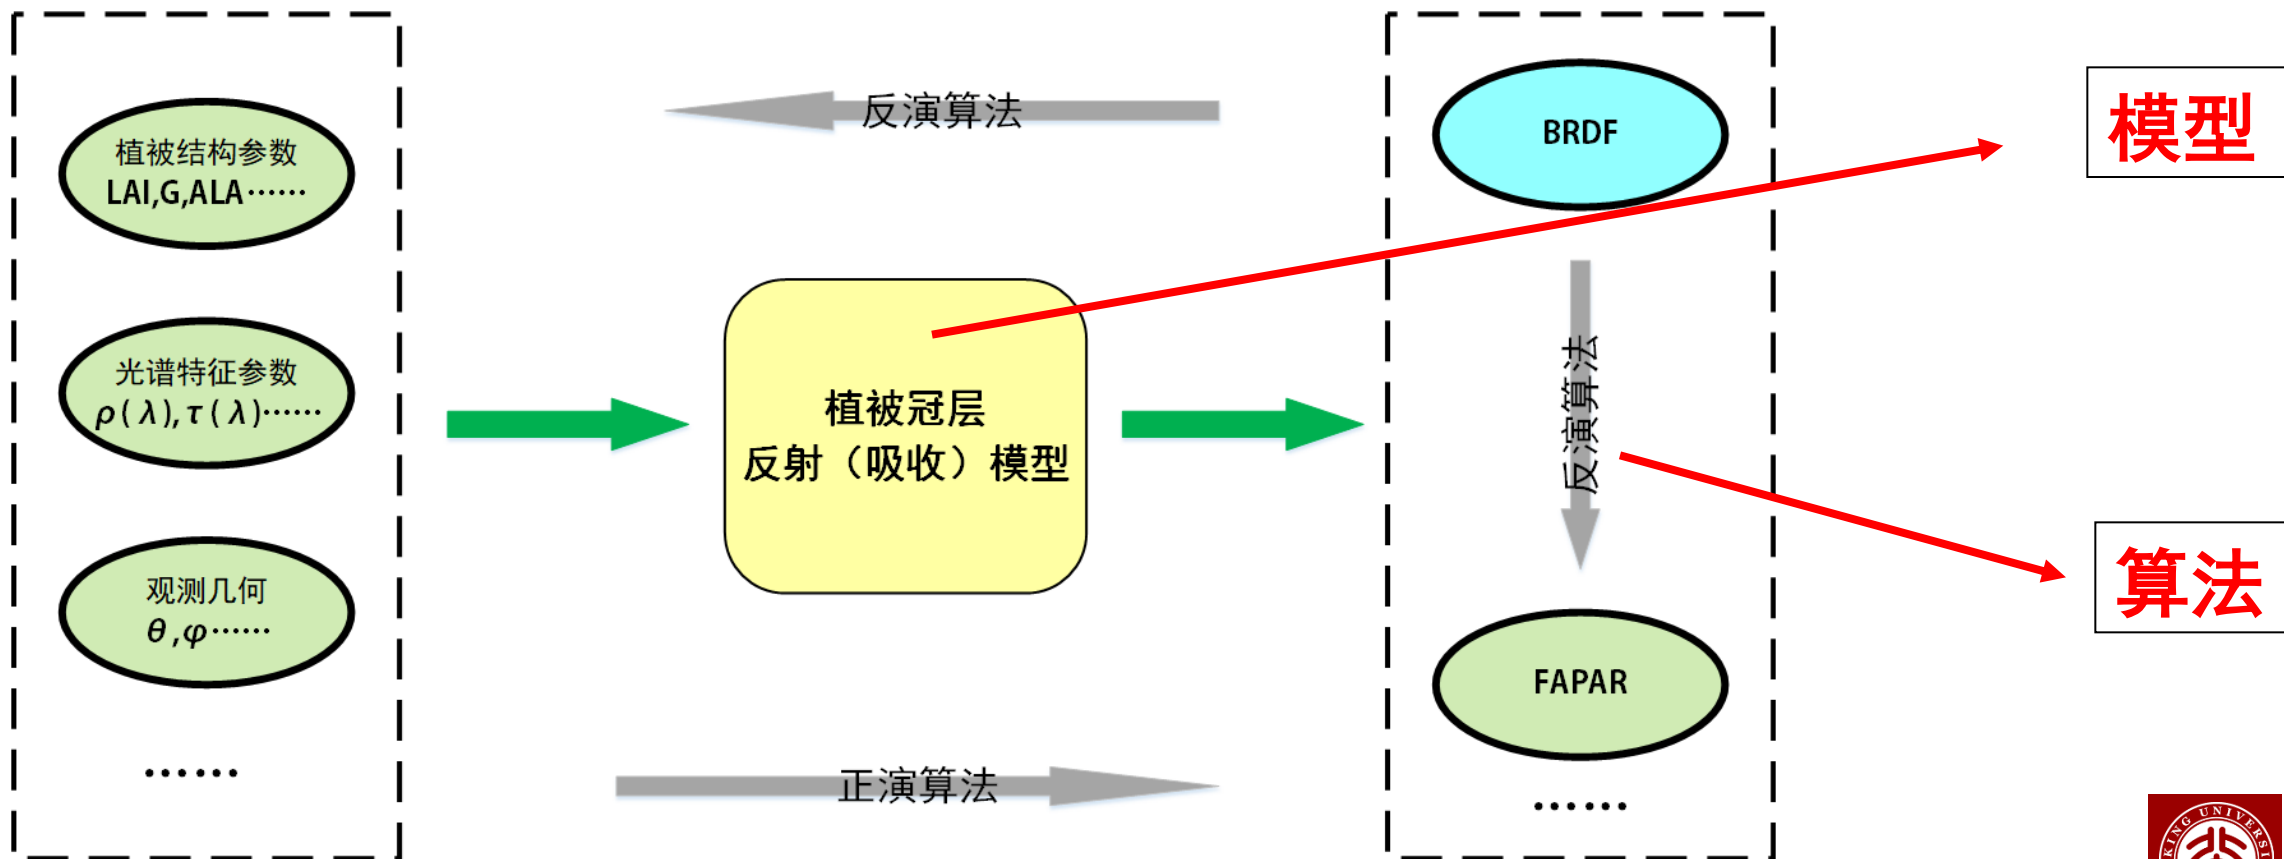 植被结构参数
LAI,G,ALA……
光谱特征参数
ρ(λ),τ(λ)……
观测几何
θ,φ……
……
反演算法
植被冠层
反射（吸收）模型
正演算法
BRDF
反演算法
FAPAR
……
模型
算法
KING UNIVERSI